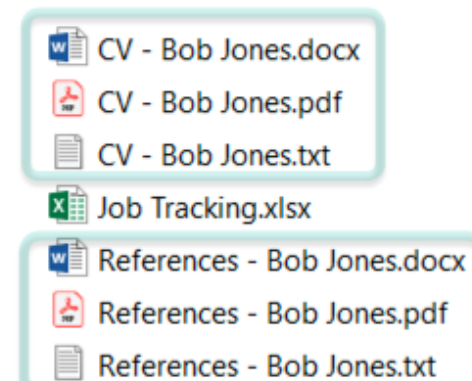 CV - Bob Jones.docx
CV - Bob Jones.pdf
CV - Bob Jones.txt
Job Tracking.xlsx
References - Bob Jones.docx
References - Bob Jones.pdf
References - Bob Jones.txt